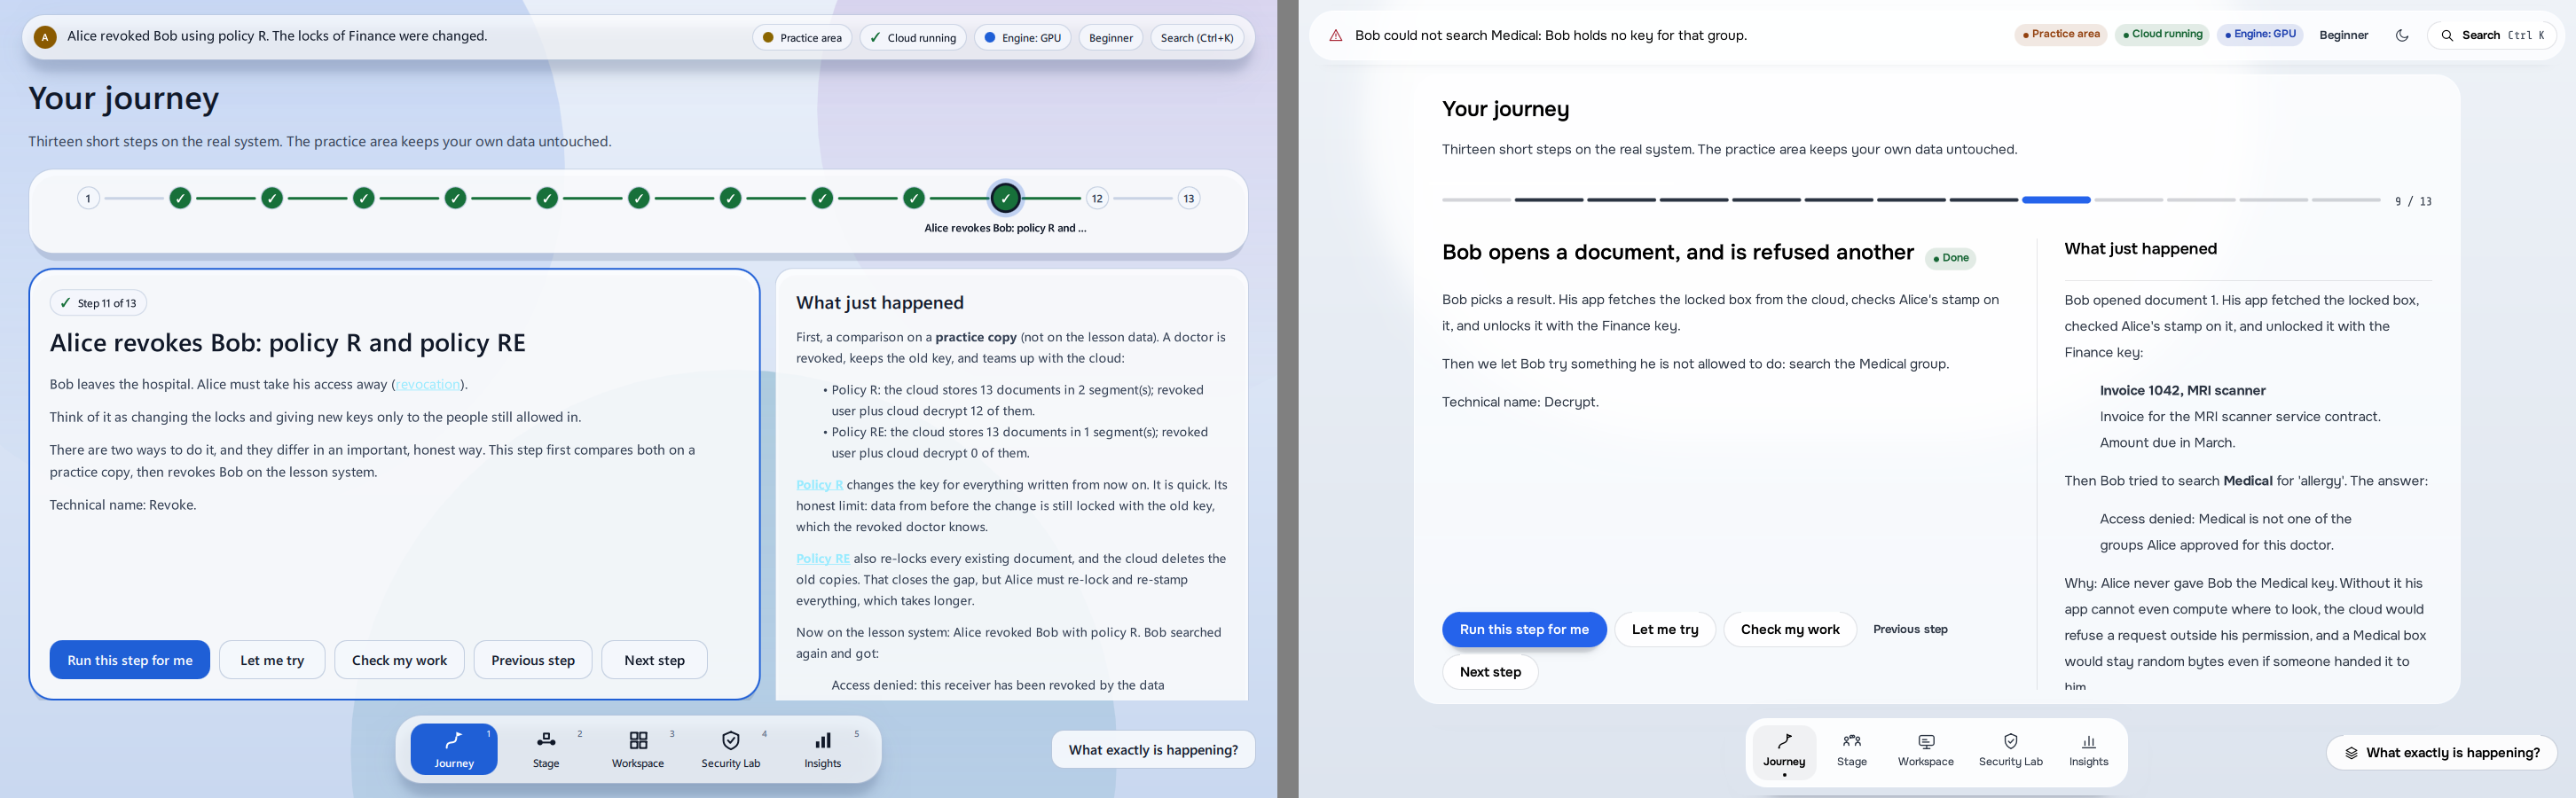 A Alice revoked Bob using policy R. The locks of Finance were changed.
Practice area
✓ Cloud running
Engine: GPU
Beginner
Search (Ctrl+K)
Your journey
Thirteen short steps on the real system. The practice area keeps your own data untouched.
1 ✓ ✓ ✓ ✓ ✓ ✓ ✓ ✓ ✓ ✓ 12 13
Alice revokes Bob: policy R and ...
✓ Step 11 of 13
Alice revokes Bob: policy R and policy RE
Bob leaves the hospital. Alice must take his access away (revocation).
Think of it as changing the locks and giving new keys only to the people still allowed in.
There are two ways to do it, and they differ in an important, honest way. This step first compares both on a
practice copy, then revokes Bob on the lesson system.
Technical name: Revoke.
Run this step for me
Let me try
Check my work
Previous step
Next step
What just happened
First, a comparison on a practice copy (not on the lesson data). A doctor is
revoked, keeps the old key, and teams up with the cloud:
• Policy R: the cloud stores 13 documents in 2 segment(s); revoked
user plus cloud decrypt 12 of them.
• Policy RE: the cloud stores 13 documents in 1 segment(s); revoked
user plus cloud decrypt 0 of them.
Policy R changes the key for everything written from now on. It is quick. Its
honest limit: data from before the change is still locked with the old key,
which the revoked doctor knows.
Policy RE also re-locks every existing document, and the cloud deletes the
old copies. That closes the gap, but Alice must re-lock and re-stamp
everything, which takes longer.
Now on the lesson system: Alice revoked Bob with policy R. Bob searched
again and got:
Access denied: this receiver has been revoked by the data
Journey 1
Stage 2
Workspace 3
Security Lab 4
Insights 5
What exactly is happening?
Bob could not search Medical: Bob holds no key for that group.
Practice area
Cloud running
Engine: GPU
Beginner
Search Ctrl K
Your journey
Thirteen short steps on the real system. The practice area keeps your own data untouched.
9 / 13
Bob opens a document, and is refused another
Done
Bob picks a result. His app fetches the locked box from the cloud, checks Alice's stamp on
it, and unlocks it with the Finance key.
Then we let Bob try something he is not allowed to do: search the Medical group.
Technical name: Decrypt.
Run this step for me
Let me try
Check my work
Previous step
Next step
What just happened
Bob opened document 1. His app fetched the locked box,
checked Alice's stamp on it, and unlocked it with the
Finance key:
Invoice 1042, MRI scanner
Invoice for the MRI scanner service contract.
Amount due in March.
Then Bob tried to search Medical for 'allergy'. The answer:
Access denied: Medical is not one of the
groups Alice approved for this doctor.
Why: Alice never gave Bob the Medical key. Without it his
app cannot even compute where to look, the cloud would
refuse a request outside his permission, and a Medical box
would stay random bytes even if someone handed it to
him
Journey
Stage
Workspace
Security Lab
Insights
What exactly is happening?